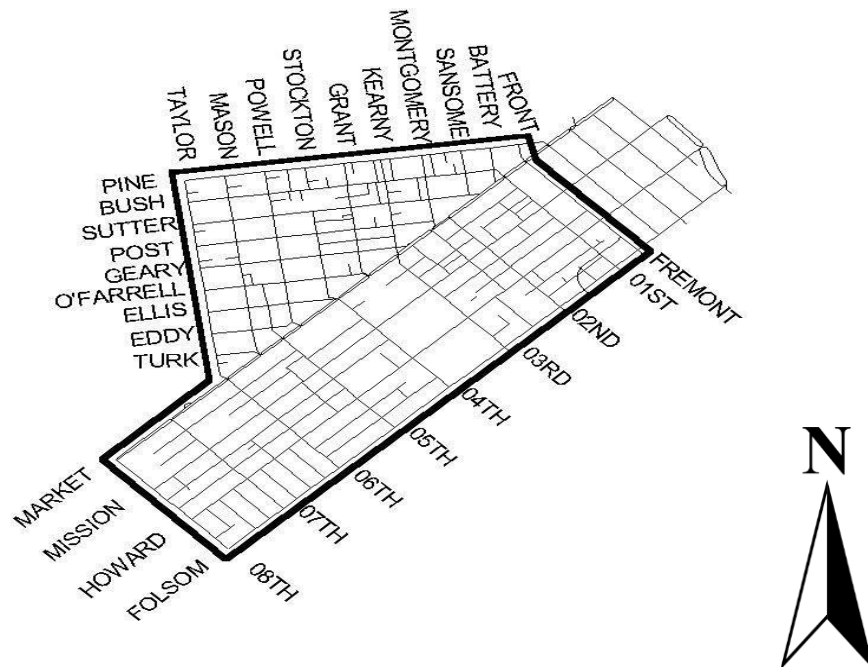 TAYLOR
MASON
POWELL
STOCKTON
GRANT
KEARNY
MONTGOMERY
SANSOME
BATTERY
FRONT
PINE
BUSH
SUTTER
POST
GEARY
O'FARRELL
ELLIS
EDDY
TURK
MARKET
MISSION
HOWARD
FOLSOM
08TH
07TH
06TH
05TH
04TH
03RD
02ND
01ST
FREMONT
N